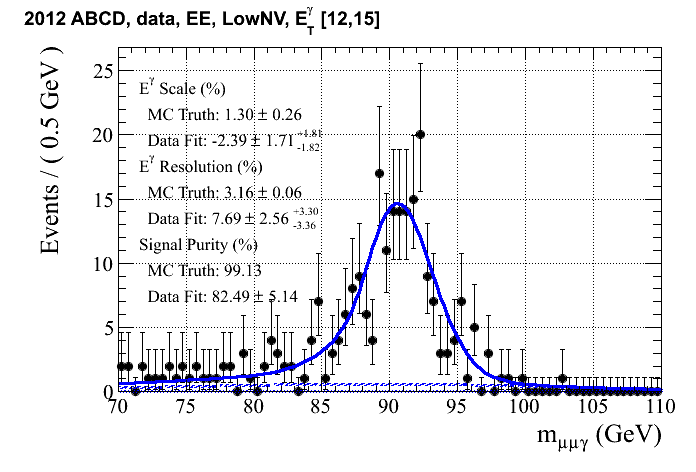 2012 ABCD, data, EE, LowNV, E_T^γ [12,15]
Events / ( 0.5 GeV )
E^γ Scale (%)
MC Truth: 1.30 ± 0.26
Data Fit: -2.39 ± 1.71 +1.81 -1.82
E^γ Resolution (%)
MC Truth: 3.16 ± 0.06
Data Fit: 7.69 ± 2.56 +3.30 -3.36
Signal Purity (%)
MC Truth: 99.13
Data Fit: 82.49 ± 5.14
25
20
15
10
5
0
70 75 80 85 90 95 100 105 110
m_μμγ (GeV)